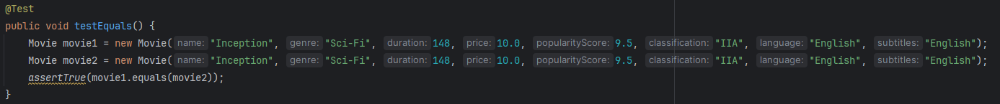 @Test
public void testEquals() {
    Movie movie1 = new Movie( name: "Inception", genre: "Sci-Fi", duration: 148, price: 10.0, popularityScore: 9.5, classification: "IIA", language: "English", subtitles: "English");
    Movie movie2 = new Movie( name: "Inception", genre: "Sci-Fi", duration: 148, price: 10.0, popularityScore: 9.5, classification: "IIA", language: "English", subtitles: "English");
    assertTrue(movie1.equals(movie2));
}